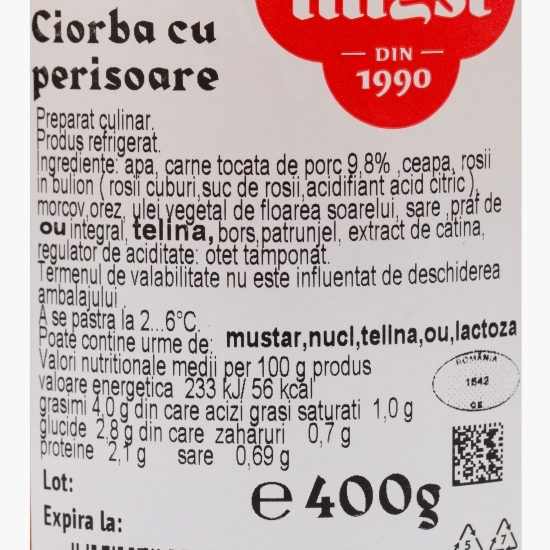 Ciorba cu
perisoare
DIN
1990
Preparat culinar.
Produs refrigerat.
Ingrediente: apa, carne tocata de porc 9,8% ,ceapa, rosii
in bulion ( rosii cuburi,suc de rosii,acidifiant acid citric),
morcov,orez, ulei vegetal de floarea soarelui, sare ,praf de
ou integral, telina, bors,patrunjel, extract de catina,
regulator de aciditate: otet tamponat.
Termenul de valabilitate nu este influentat de deschiderea
ambalajului .
A se pastra la 2...6°C.
Poate contine urme de: mustar,nuci,telina,ou,lactoza
Valori nutritionale medii per 100 g produs
valoare energetica 233 kJ/ 56 kcal
grasimi 4,0 g din care acizi grasi saturati 1,0 g
glucide 2,8 g din care zaharuri 0,7 g
proteine 2,1 g sare 0,69 g
ROMANIA
1542
CE
Lot:
e 400g
Expira la:
5
7